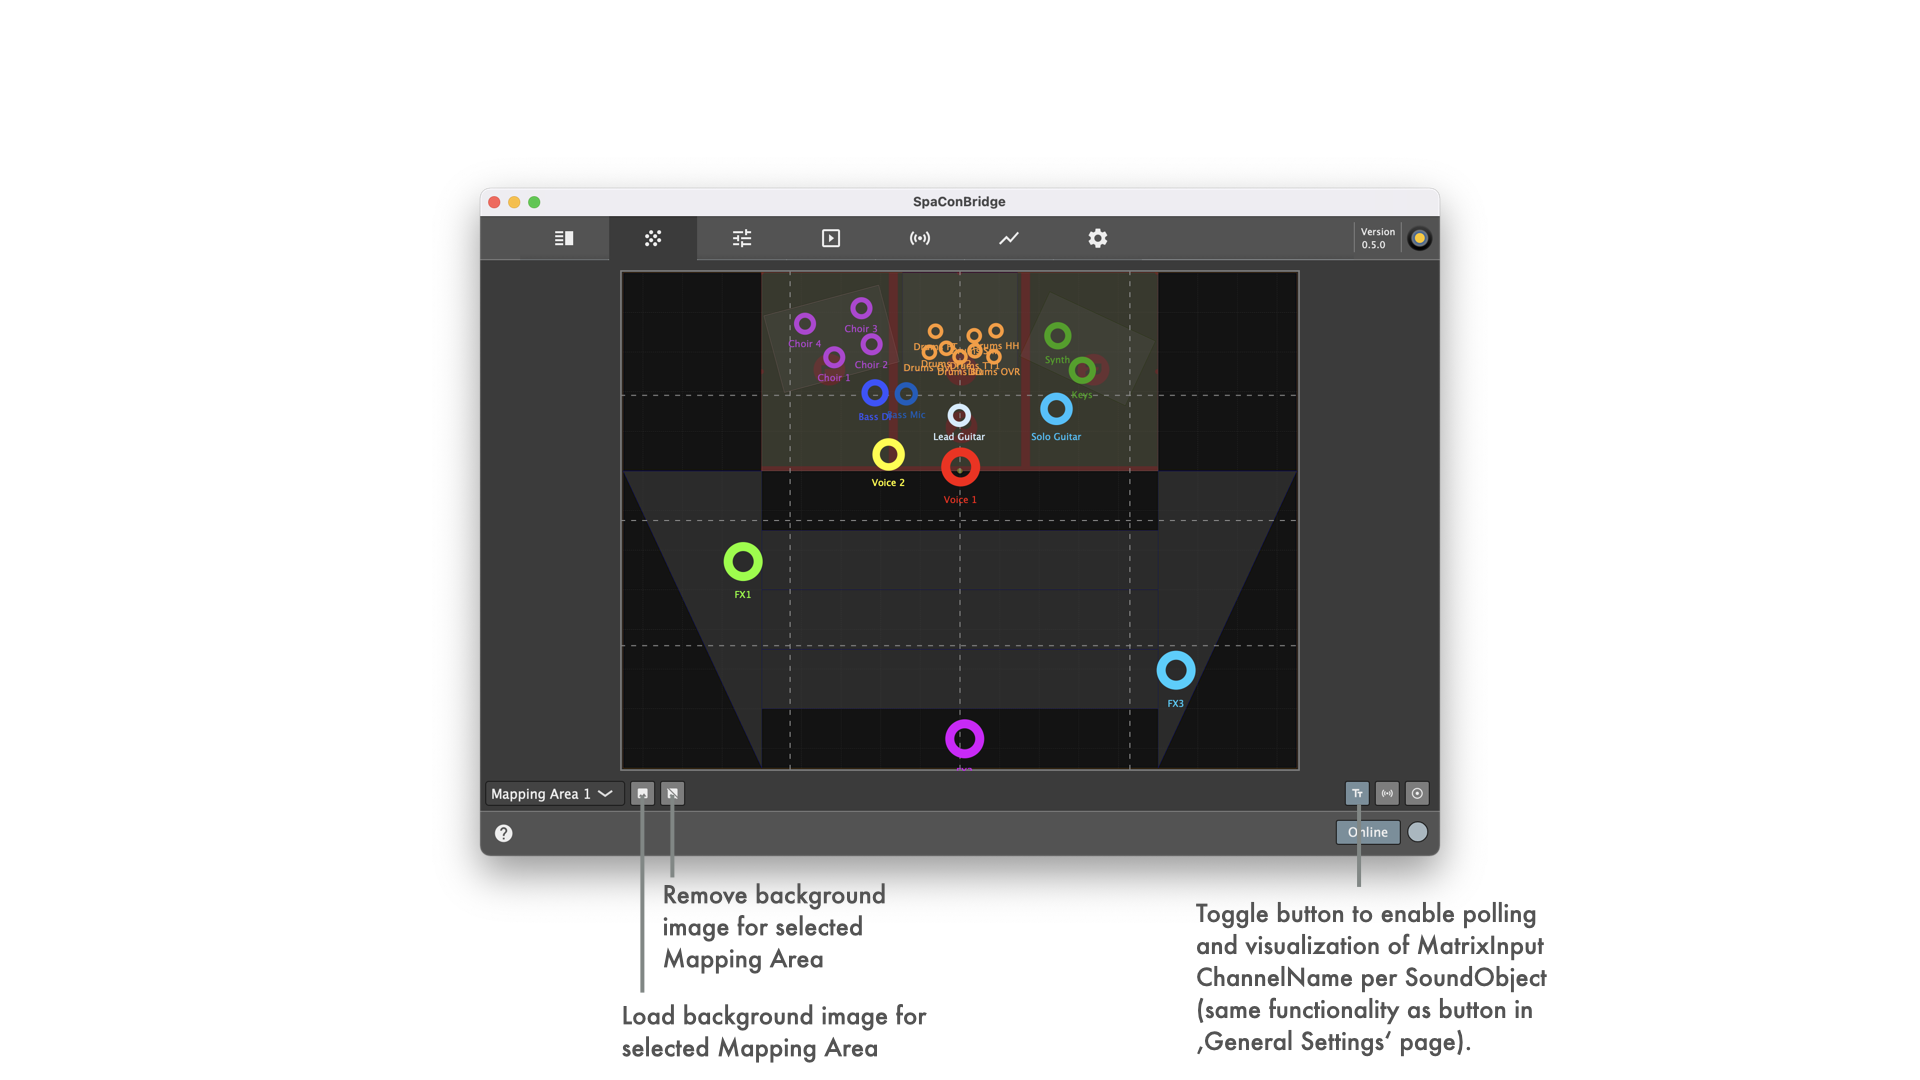 SpaConBridge
Version
0.5.0
Choir 3
Choir 4
Choir 2
Choir 1
Drums HH
Drums OVR
Synth
Keys
Bass DI
Bass Mic
Lead Guitar
Solo Guitar
Voice 2
Voice 1
FX1
FX3
Mapping Area 1
Tт
Online
?
Remove background
image for selected
Mapping Area
Load background image for
selected Mapping Area
Toggle button to enable polling
and visualization of MatrixInput
ChannelName per SoundObject
(same functionality as button in
‚General Settings‘ page).